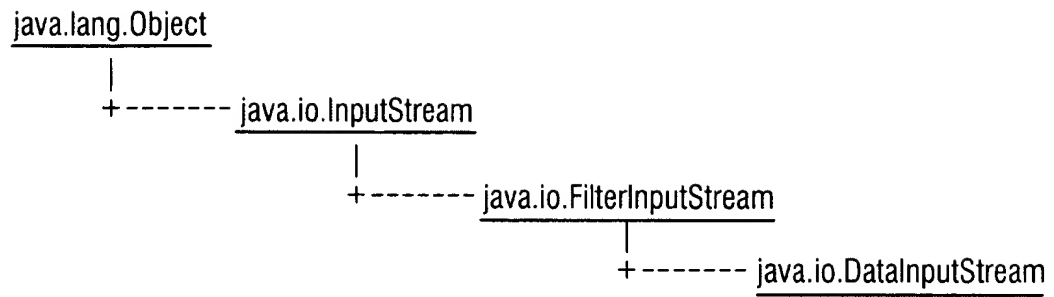 java.lang.Object
java.io.InputStream
java.io.FilterInputStream
java.io.DataInputStream